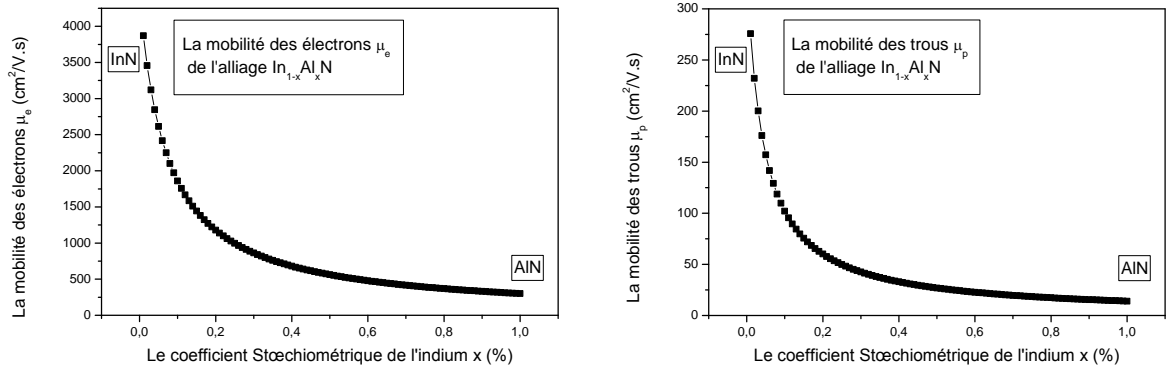 La mobilité des électrons μe (cm²/V.s)
4000
3500
3000
2500
2000
1500
1000
500
0
InN
La mobilité des électrons μe
de l'alliage In1-xAlxN
AlN
0,0 0,2 0,4 0,6 0,8 1,0
Le coefficient Stœchiométrique de l'indium x (%)
La mobilité des trous μp (cm²/V.s)
300
250
200
150
100
50
0
InN
La mobilité des trous μp
de l'alliage In1-xAlxN
AlN
0,0 0,2 0,4 0,6 0,8 1,0
Le coefficient Stœchiométrique de l'indium x (%)